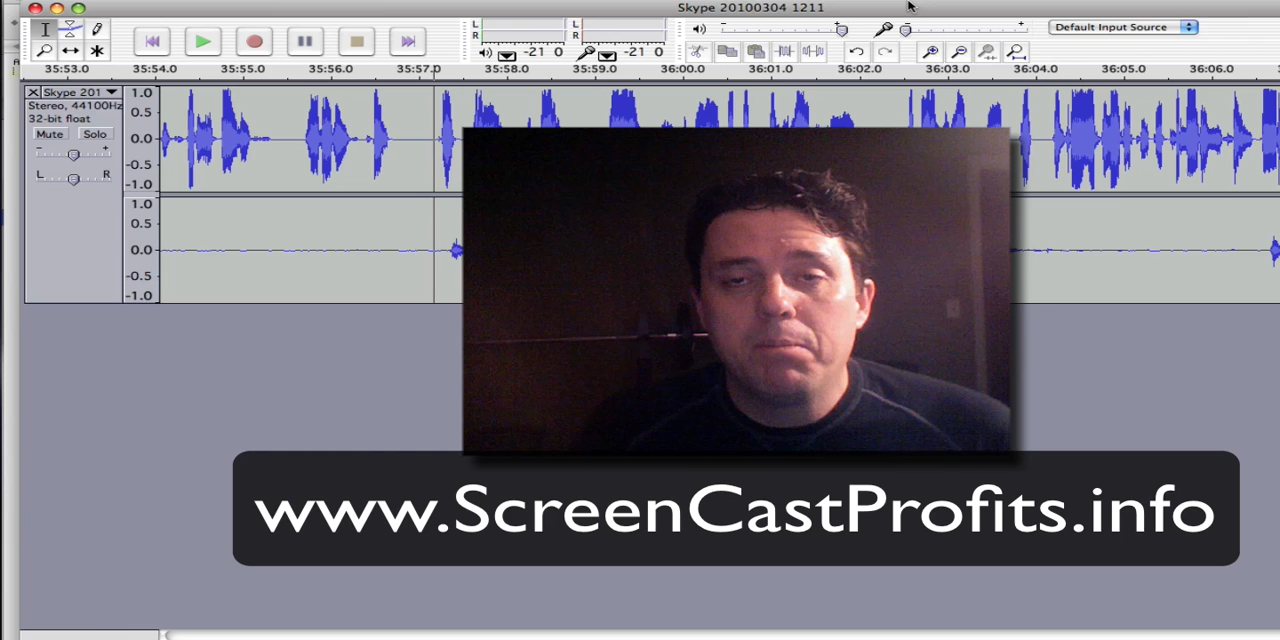 Skype 20100304 1211
L
R
-21 0
L
R
-21 0
- +
- +
Default Input Source
35:53.0 35:54.0 35:55.0 35:56.0 35:57.0 35:58.0 35:59.0 36:00.0 36:01.0 36:02.0 36:03.0 36:04.0 36:05.0 36:06.0
X Skype 201
Stereo, 44100Hz
32-bit float
Mute Solo
- +
L R
1.0
0.5
0.0
-0.5
-1.0
1.0
0.5
0.0
-0.5
-1.0
www.ScreenCastProfits.info